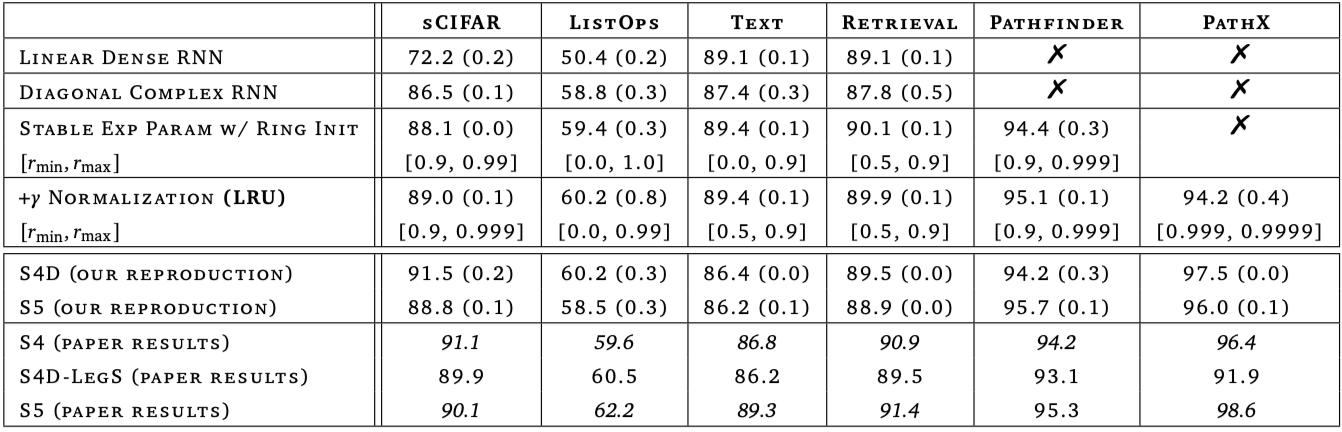 sCIFAR ListOps Text Retrieval Pathfinder PathX
Linear Dense RNN 72.2 (0.2) 50.4 (0.2) 89.1 (0.1) 89.1 (0.1) ✗ ✗
Diagonal Complex RNN 86.5 (0.1) 58.8 (0.3) 87.4 (0.3) 87.8 (0.5) ✗ ✗
Stable Exp Param w/ Ring Init 88.1 (0.0) 59.4 (0.3) 89.4 (0.1) 90.1 (0.1) 94.4 (0.3) ✗
[rmin, rmax] [0.9, 0.99] [0.0, 1.0] [0.0, 0.9] [0.5, 0.9] [0.9, 0.999]
+γ Normalization (LRU) 89.0 (0.1) 60.2 (0.8) 89.4 (0.1) 89.9 (0.1) 95.1 (0.1) 94.2 (0.4)
[rmin, rmax] [0.9, 0.999] [0.0, 0.99] [0.5, 0.9] [0.5, 0.9] [0.9, 0.999] [0.999, 0.9999]
S4D (our reproduction) 91.5 (0.2) 60.2 (0.3) 86.4 (0.0) 89.5 (0.0) 94.2 (0.3) 97.5 (0.0)
S5 (our reproduction) 88.8 (0.1) 58.5 (0.3) 86.2 (0.1) 88.9 (0.0) 95.7 (0.1) 96.0 (0.1)
S4 (paper results) 91.1 59.6 86.8 90.9 94.2 96.4
S4D-LegS (paper results) 89.9 60.5 86.2 89.5 93.1 91.9
S5 (paper results) 90.1 62.2 89.3 91.4 95.3 98.6